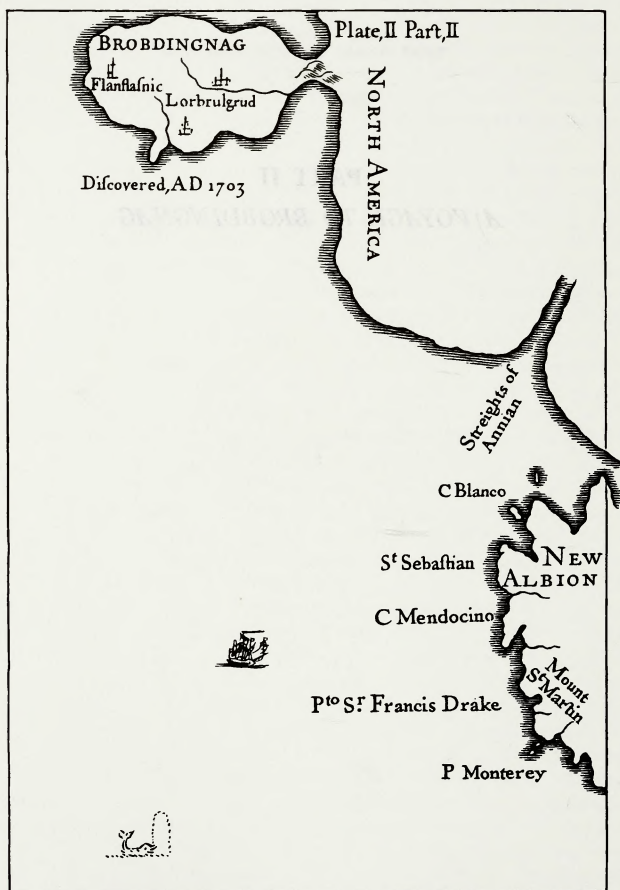 Plate,II Part,II
BROBDINGNAG
Flanflaſnic
Lorbrulgrud
Diſcovered,AD 1703
NORTH AMERICA
Streights of
Annian
C Blanco
St Sebaſtian
NEW
ALBION
C Mendocino
Mount
St Martin
Pto Sr. Francis Drake
P Monterey